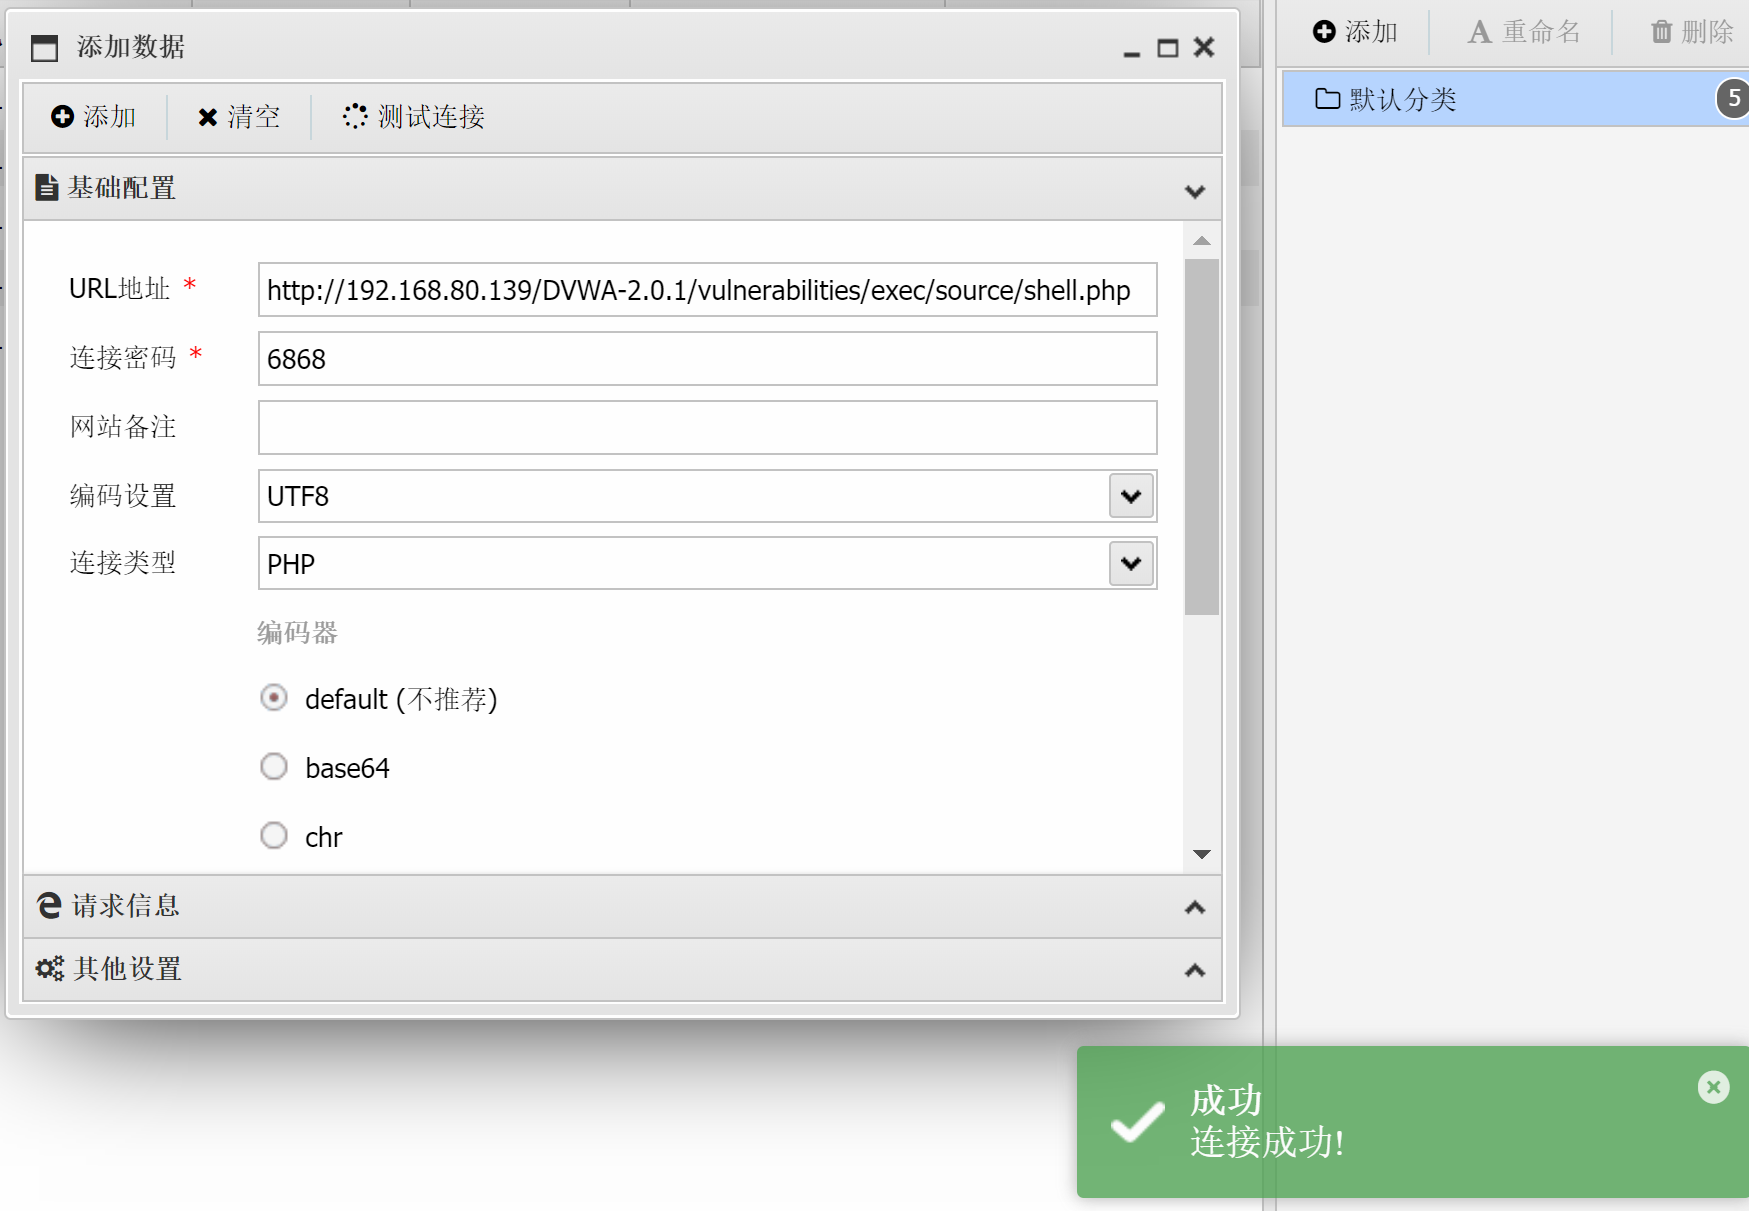 添加数据
添加 清空 测试连接
基础配置
URL地址 * http://192.168.80.139/DVWA-2.0.1/vulnerabilities/exec/source/shell.php
连接密码 * 6868
网站备注
编码设置 UTF8
连接类型 PHP
编码器
default (不推荐)
base64
chr
请求信息
其他设置
添加 重命名 删除
默认分类 5
成功
连接成功!